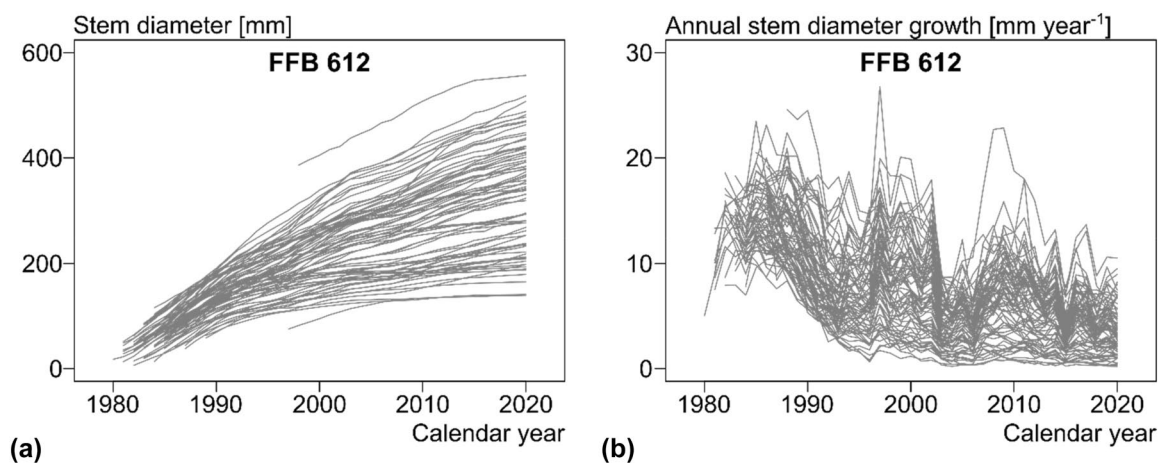 Stem diameter [mm]
FFB 612
600
400
200
0
1980 1990 2000 2010 2020
Calendar year
(a)
Annual stem diameter growth [mm year⁻¹]
FFB 612
30
20
10
0
1980 1990 2000 2010 2020
Calendar year
(b)